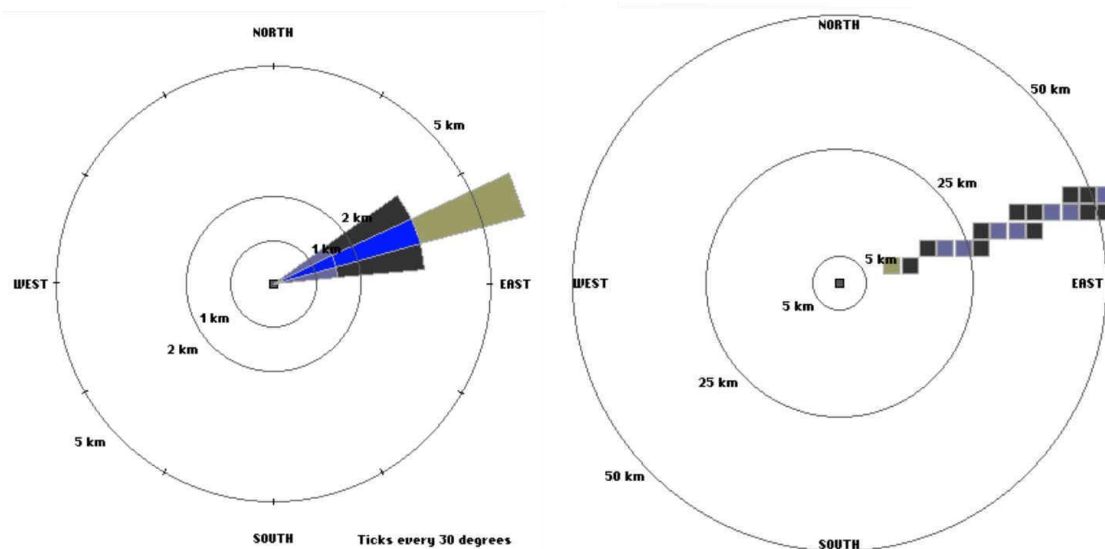 NORTH
5 km
2 km
1 km
WEST
EAST
1 km
2 km
5 km
SOUTH
Ticks every 30 degrees
NORTH
50 km
25 km
5 km
WEST
EAST
5 km
25 km
50 km
SOUTH